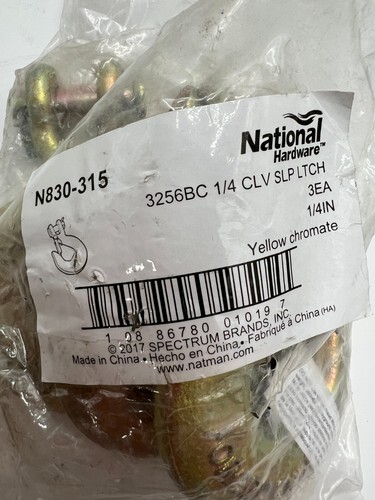 National
Hardware™
N830-315
3256BC 1/4 CLV SLP LTCH
3EA
1/4IN
Yellow chromate
1 08 86780 01019 7
© 2017 SPECTRUM BRANDS, INC.
Made in China • Hecho en China • Fabriqué à China (HA)
www.natman.com